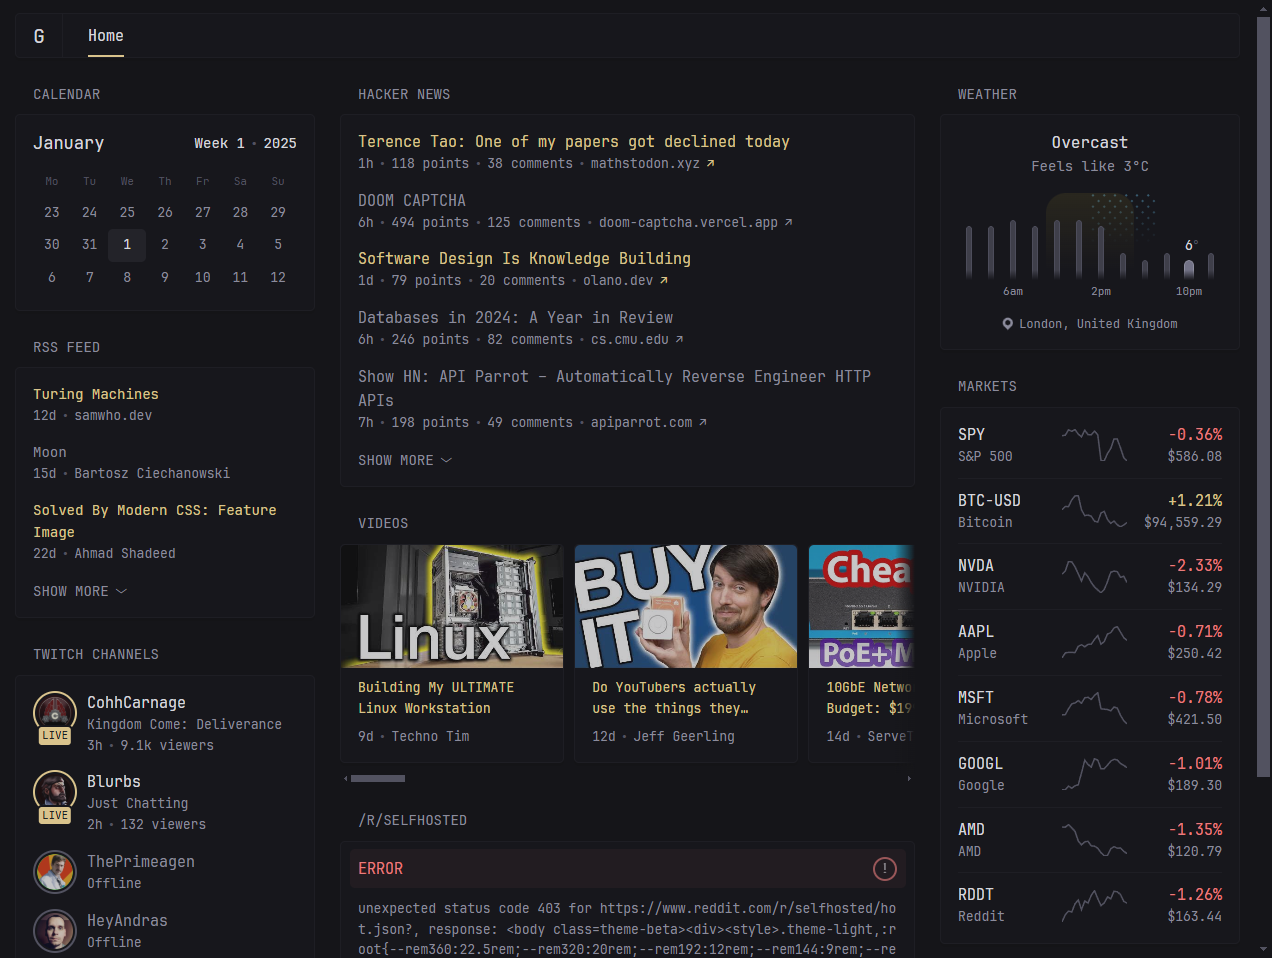 G
Home
CALENDAR
January
Week 1 • 2025
Mo Tu We Th Fr Sa Su
23 24 25 26 27 28 29
30 31 1 2 3 4 5
6 7 8 9 10 11 12
RSS FEED
Turing Machines
12d • samwho.dev
Moon
15d • Bartosz Ciechanowski
Solved By Modern CSS: Feature
Image
22d • Ahmad Shadeed
SHOW MORE
TWITCH CHANNELS
CohhCarnage
Kingdom Come: Deliverance
3h • 9.1k viewers
LIVE
Blurbs
Just Chatting
2h • 132 viewers
LIVE
ThePrimeagen
Offline
HeyAndras
Offline
HACKER NEWS
Terence Tao: One of my papers got declined today
1h • 118 points • 38 comments • mathstodon.xyz ↗
DOOM CAPTCHA
6h • 494 points • 125 comments • doom-captcha.vercel.app ↗
Software Design Is Knowledge Building
1d • 79 points • 20 comments • olano.dev ↗
Databases in 2024: A Year in Review
6h • 246 points • 82 comments • cs.cmu.edu ↗
Show HN: API Parrot – Automatically Reverse Engineer HTTP
APIs
7h • 198 points • 49 comments • apiparrot.com ↗
SHOW MORE
VIDEOS
Linux
Building My ULTIMATE
Linux Workstation
9d • Techno Tim
BUY
IT
Do YouTubers actually
use the things they…
12d • Jeff Geerling
Chea
PoE+
10GbE Netwo
Budget: $19
14d • ServeT
/R/SELFHOSTED
ERROR
!
unexpected status code 403 for https://www.reddit.com/r/selfhosted/ho
t.json?, response: <body class=theme-beta><div><style>.theme-light,:r
oot{--rem360:22.5rem;--rem320:20rem;--rem192:12rem;--rem144:9rem;--re
WEATHER
Overcast
Feels like 3°C
6°
6am 2pm 10pm
London, United Kingdom
MARKETS
SPY -0.36%
S&P 500 $586.08
BTC-USD +1.21%
Bitcoin $94,559.29
NVDA -2.33%
NVIDIA $134.29
AAPL -0.71%
Apple $250.42
MSFT -0.78%
Microsoft $421.50
GOOGL -1.01%
Google $189.30
AMD -1.35%
AMD $120.79
RDDT -1.26%
Reddit $163.44